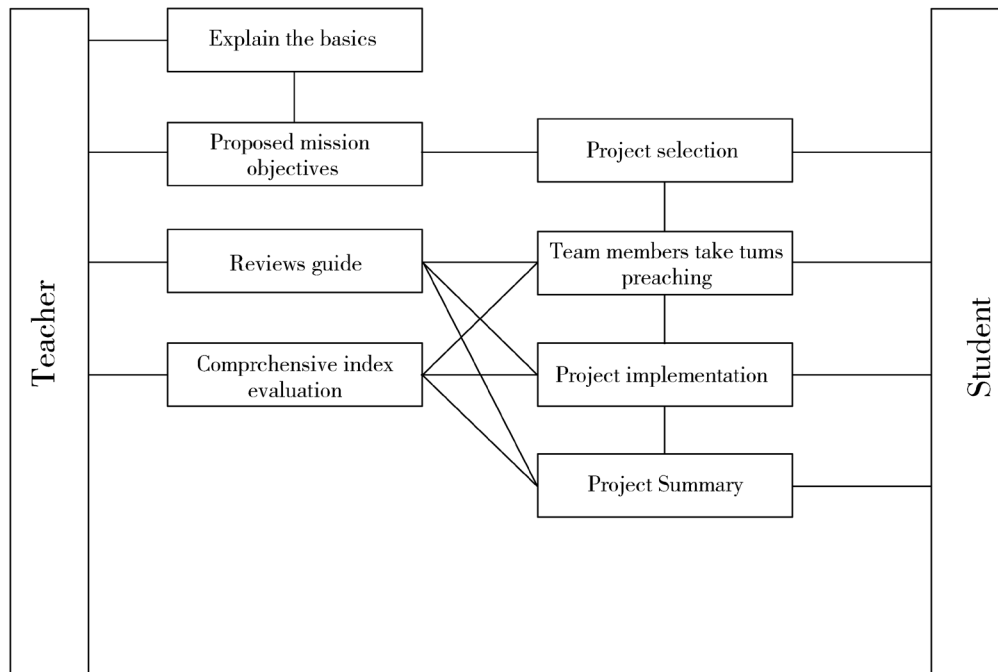 Teacher
Explain the basics
Proposed mission
objectives
Reviews guide
Comprchensive index
evaluation
Project selection
Team members take tums
preaching
Project implementation
Project Summary
Student